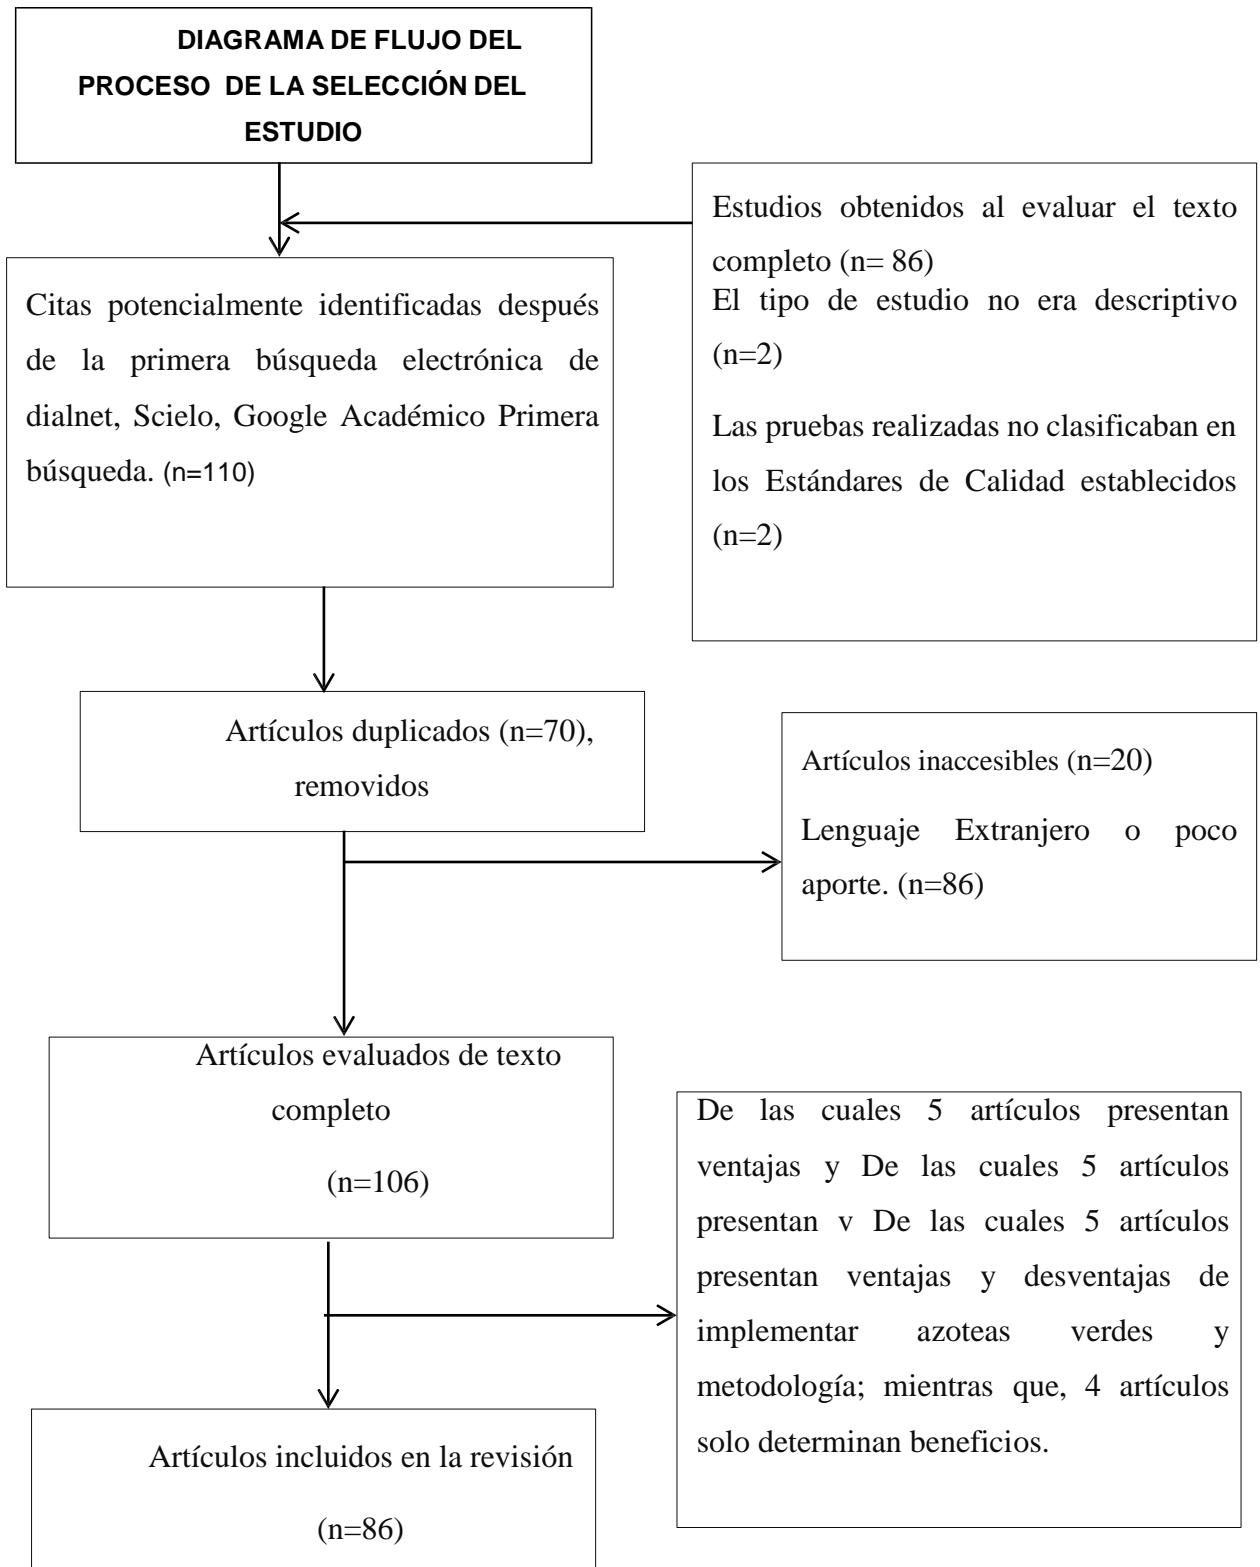 DIAGRAMA DE FLUJO DEL
PROCESO DE LA SELECCIÓN DEL
ESTUDIO
Estudios obtenidos al evaluar el texto
completo (n= 86)
El tipo de estudio no era descriptivo
(n=2)
Las pruebas realizadas no clasificaban en
los Estándares de Calidad establecidos
(n=2)
Citas potencialmente identificadas después
de la primera búsqueda electrónica de
dialnet, Scielo, Google Académico Primera
búsqueda. (n=110)
Artículos duplicados (n=70),
removidos
Artículos inaccesibles (n=20)
Lenguaje Extranjero o poco
aporte. (n=86)
Artículos evaluados de texto
completo
(n=106)
De las cuales 5 artículos presentan
ventajas y De las cuales 5 artículos
presentan v De las cuales 5 artículos
presentan ventajas y desventajas de
implementar azoteas verdes y
metodología; mientras que, 4 artículos
solo determinan beneficios.
Artículos incluidos en la revisión
(n=86)